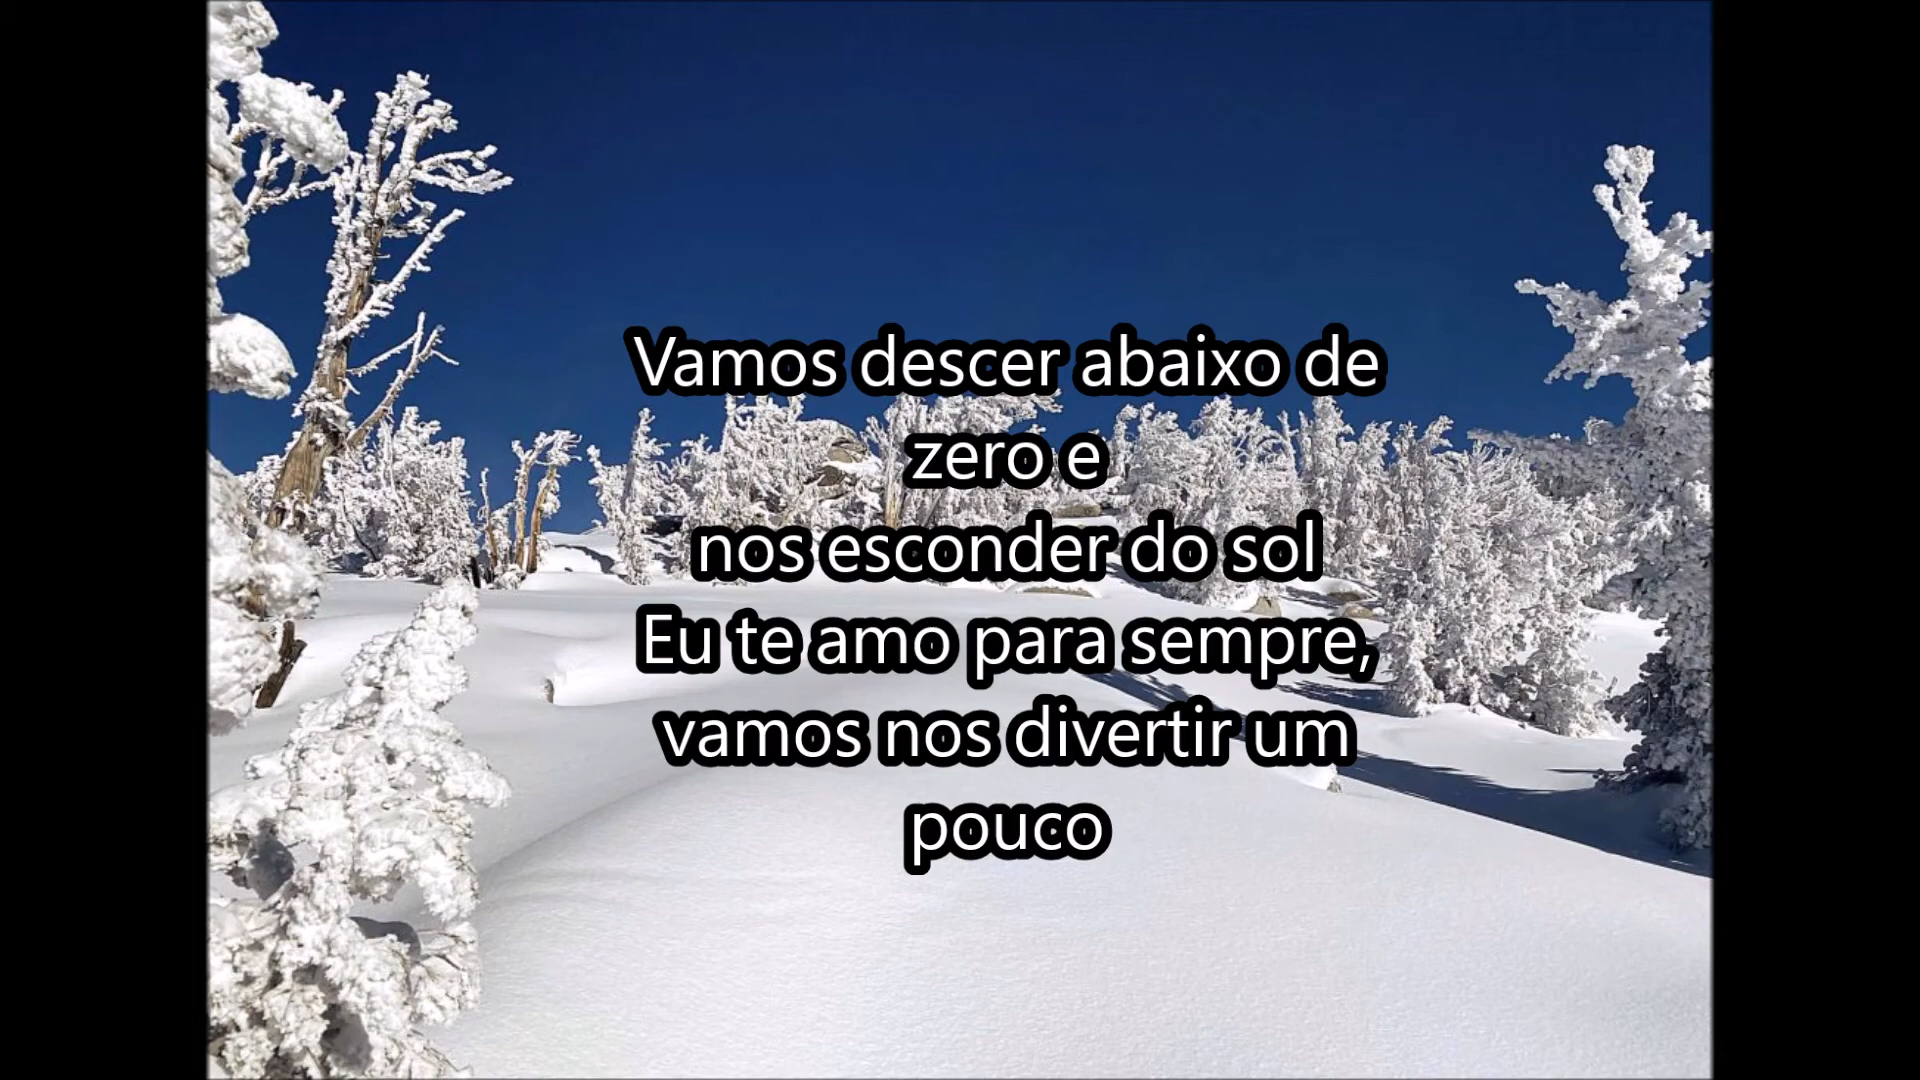 Vamos descer abaixo de
zero e
nos esconder do sol
Eu te amo para sempre,
vamos nos divertir um
pouco